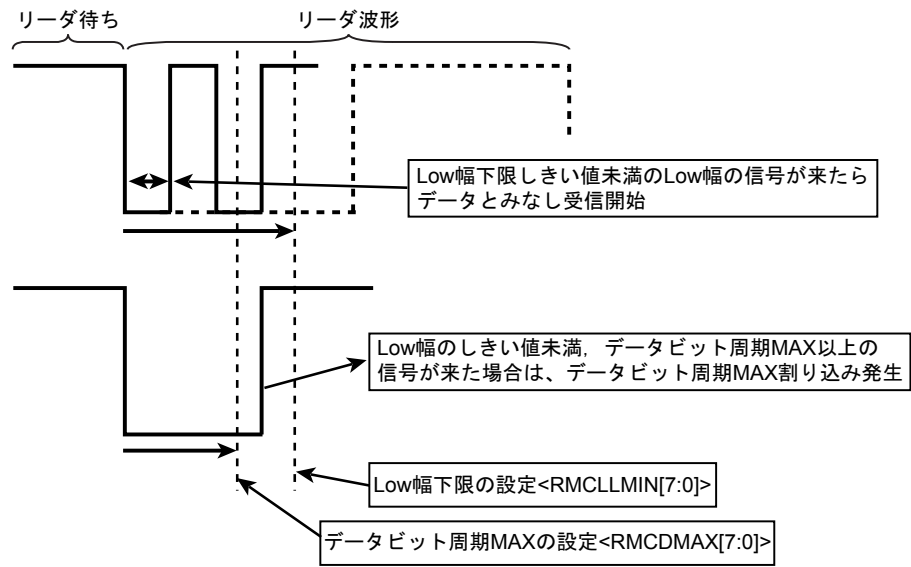 リーダ待ち
リーダ波形
Low幅下限しきい値未満のLow幅の信号が来たら
データとみなし受信開始
Low幅のしきい値未満, データビット周期MAX以上の
信号が来た場合は、データビット周期MAX割り込み発生
Low幅下限の設定<RMCLLMIN[7:0]>
データビット周期MAXの設定<RMCDMAX[7:0]>